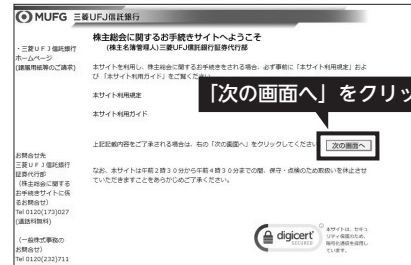 MUFG 三菱UFJ信託銀行
株主総会に関するお手続きサイトへようこそ
(株主名簿管理人)三菱UFJ信託銀行証券代行部
・三菱UFJ信託銀行
ホームページ
(諸届用紙等のご請求)
本サイトを利用し、株主総会に関するお手続きをされる場合、必ず事前に「本サイト利用規定」およ
び「本サイト利用ガイド」をご覧ください
本サイト利用規定
「次の画面へ」をクリッ
本サイト利用ガイド
上記記載内容をご了承される場合は、右の「次の画面へ」をクリックしてください
次の画面へ
なお、本サイトは午前2時30分から午前4時30分までの間、保守・点検のため取扱いを休止させ
ていただきますことをあらかじめご了承ください。
お問合せ先
三菱UFJ信託銀行
証券代行部
(株主総会に関する
お手続きサイトに係
るお問合せ)
Tel 0120(173)027
(通話料無料)
(一般株式事務の
お問合せ)
Tel 0120(232)711
digicert
本サイトは、セキュ
リティ保護のため、
暗号化通信を採用し
ています。